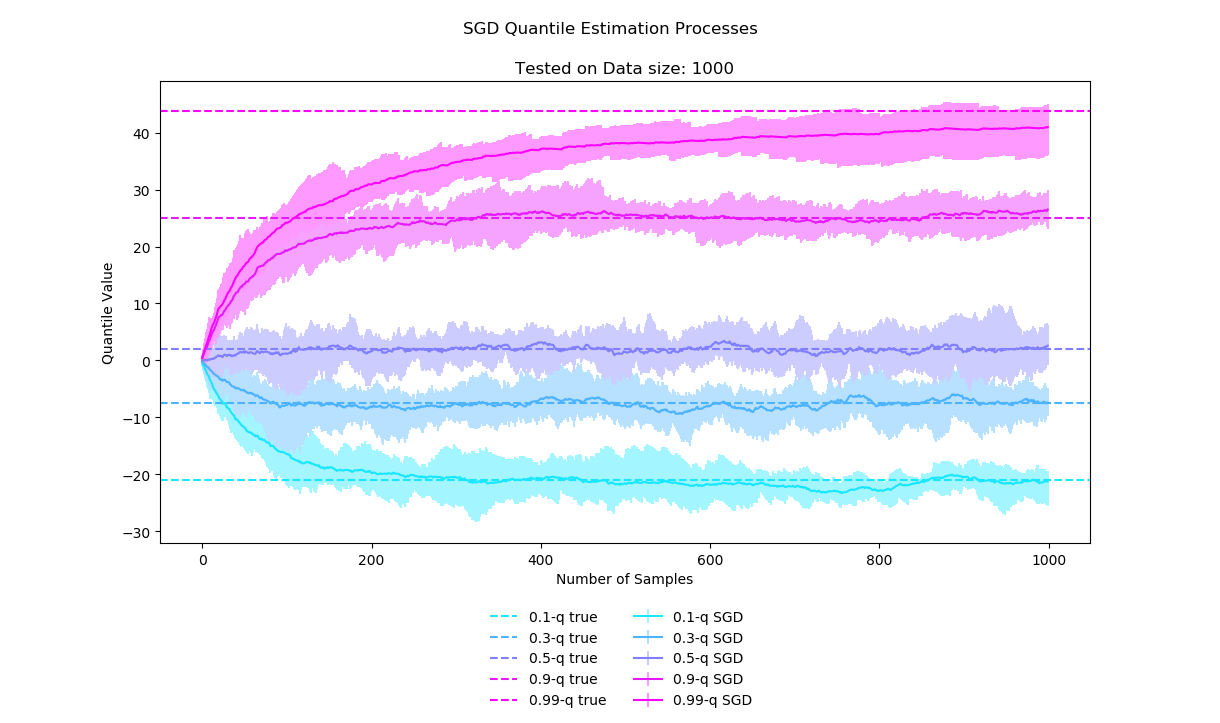 SGD Quantile Estimation Processes
Tested on Data size: 1000
Quantile Value
40
30
20
10
0
−10
−20
−30
0 200 400 600 800 1000
Number of Samples
0.1-q true 0.1-q SGD
0.3-q true 0.3-q SGD
0.5-q true 0.5-q SGD
0.9-q true 0.9-q SGD
0.99-q true 0.99-q SGD